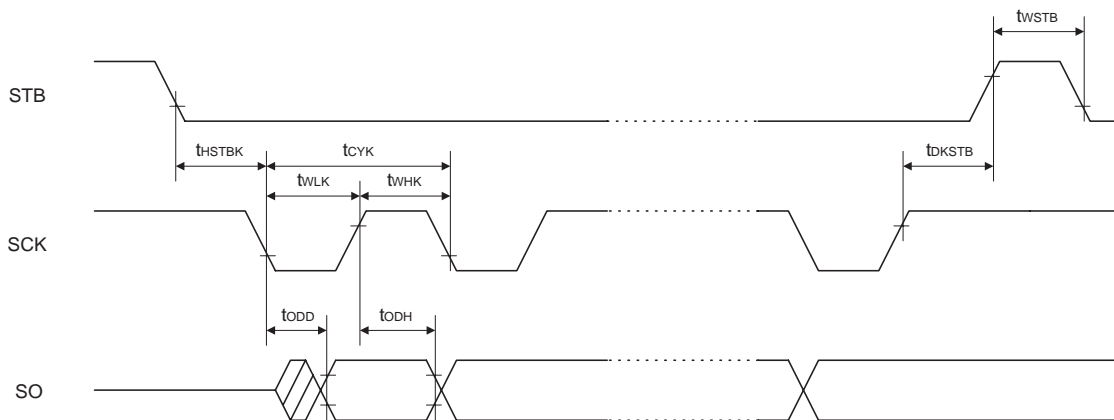 tWSTB
STB
tHSTBK
tCYK
tDKSTB
tWLK
tWHK
SCK
tODD
tODH
SO